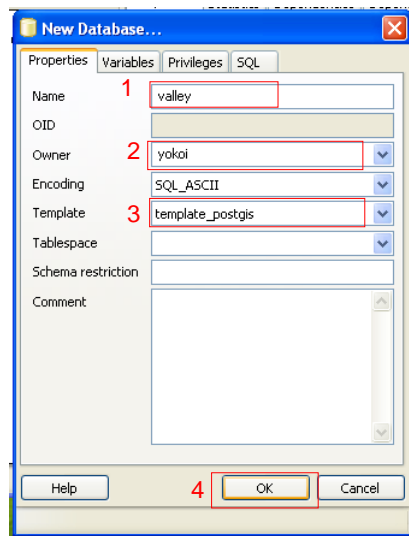 New Database...
Properties Variables Privileges SQL
Name 1 valley
OID
Owner 2 yokoi
Encoding SQL_ASCII
Template 3 template_postgis
Tablespace
Schema restriction
Comment
Help 4 OK Cancel